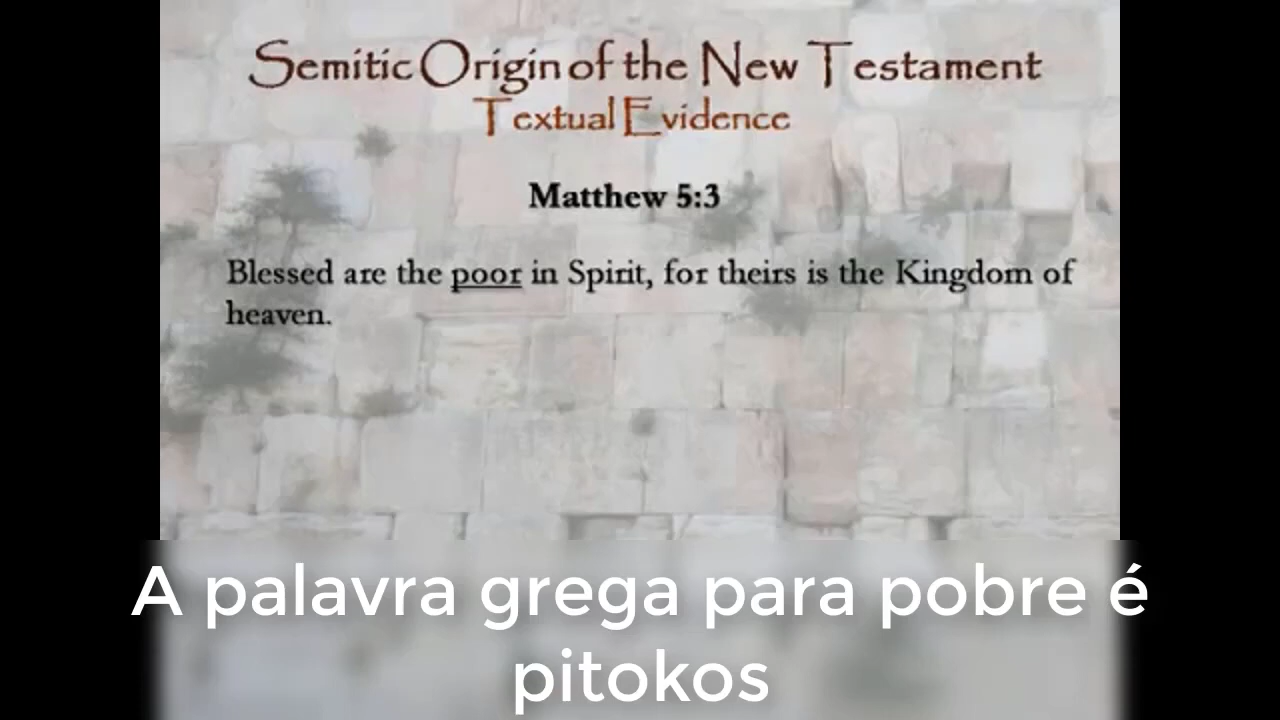 Semitic Origin of the New Testament
Textual Evidence
Matthew 5:3
Blessed are the poor in Spirit, for theirs is the Kingdom of
heaven.
A palavra grega para pobre é
pitokos